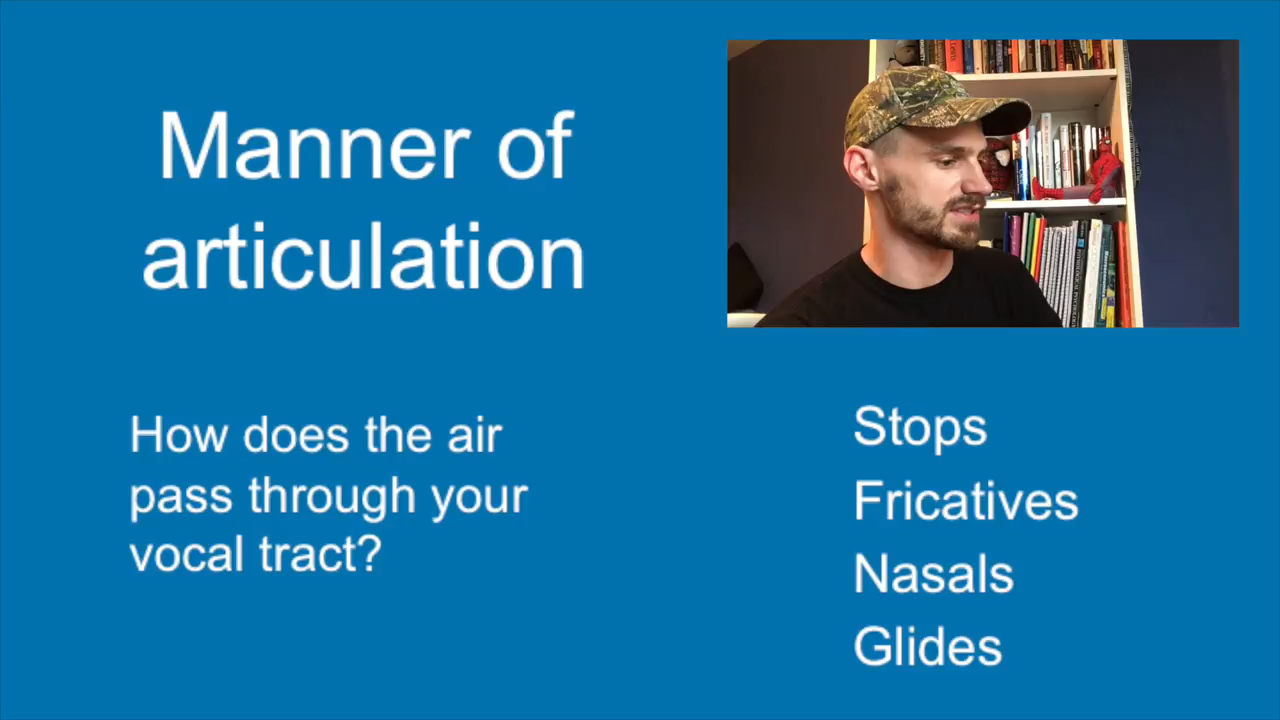 Manner of
articulation
How does the air
pass through your
vocal tract?
Stops
Fricatives
Nasals
Glides